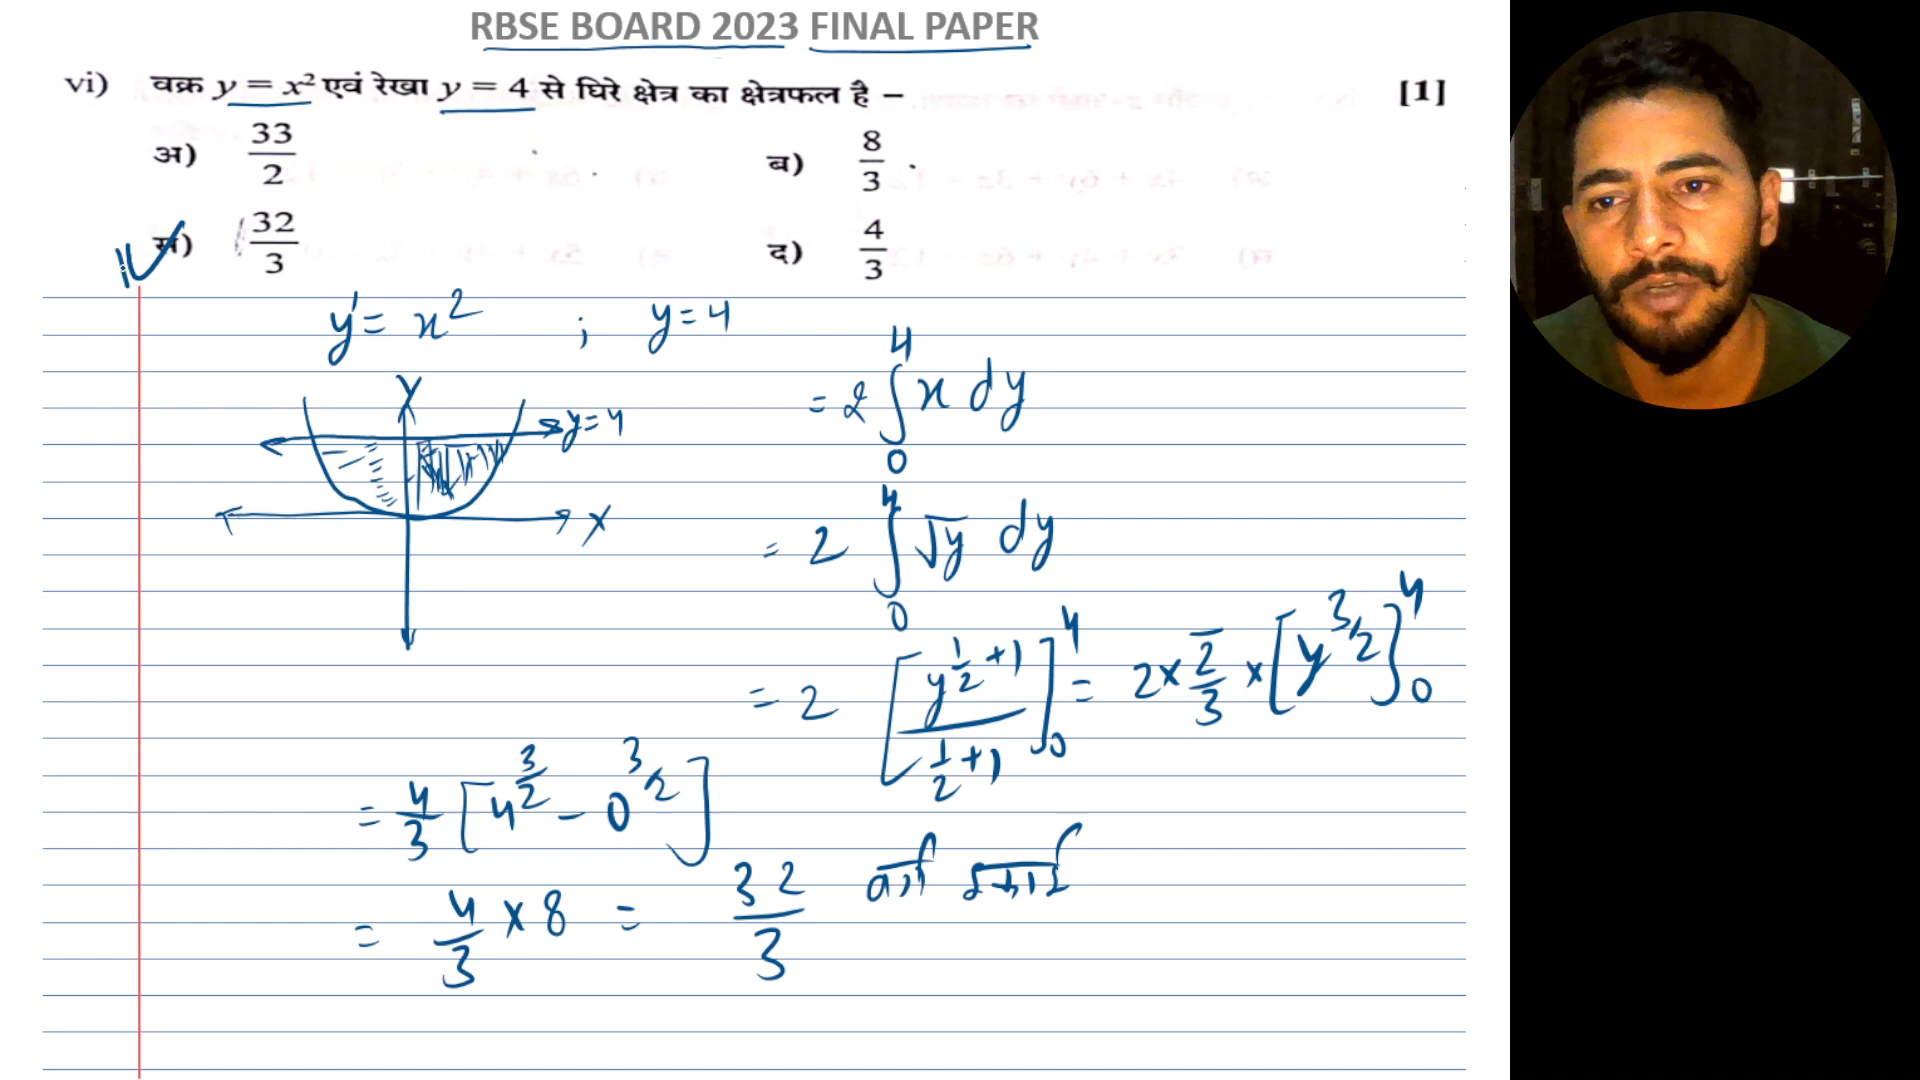 RBSE BOARD 2023 FINAL PAPER
vi) वक्र y = x² एवं रेखा y = 4 से घिरे क्षेत्र का क्षेत्रफल है – [1]
अ) 33/2 ब) 8/3
स) 32/3 द) 4/3
y = x² ; y = 4
Y
y = 4
X
= 2 ∫₀⁴ x dy
= 2 ∫₀⁴ √y dy
= 2 [y^(1/2+1)/(1/2+1)]₀⁴ = 2 × 2/3 × [y^(3/2)]₀⁴
= 4/3 [4^(3/2) – 0^(3/2)]
= 4/3 × 8 = 32/3 वर्ग इकाई